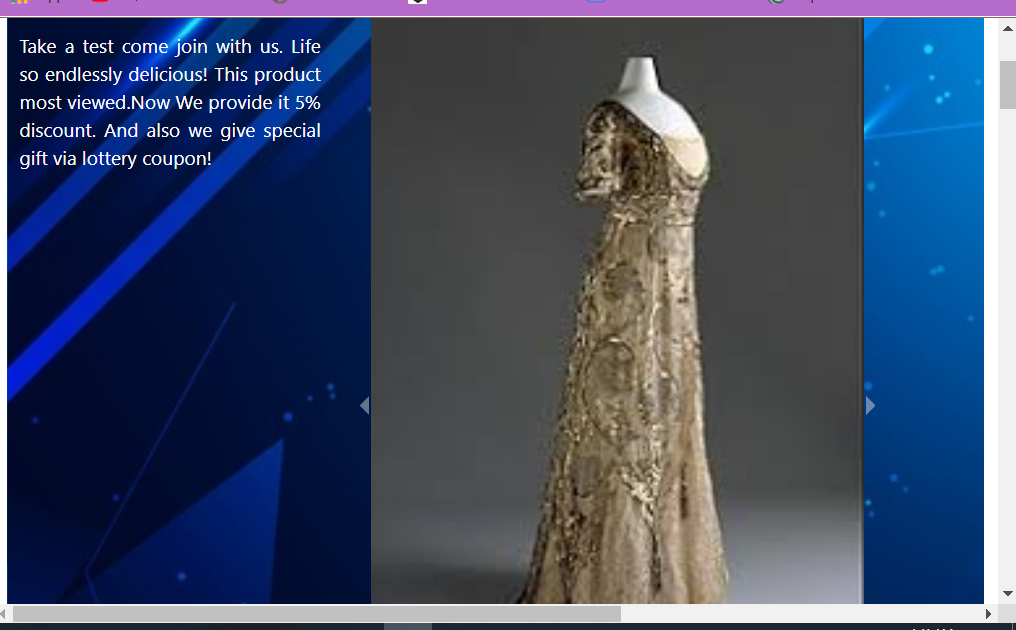 Take a test come join with us. Life
so endlessly delicious! This product
most viewed.Now We provide it 5%
discount. And also we give special
gift via lottery coupon!